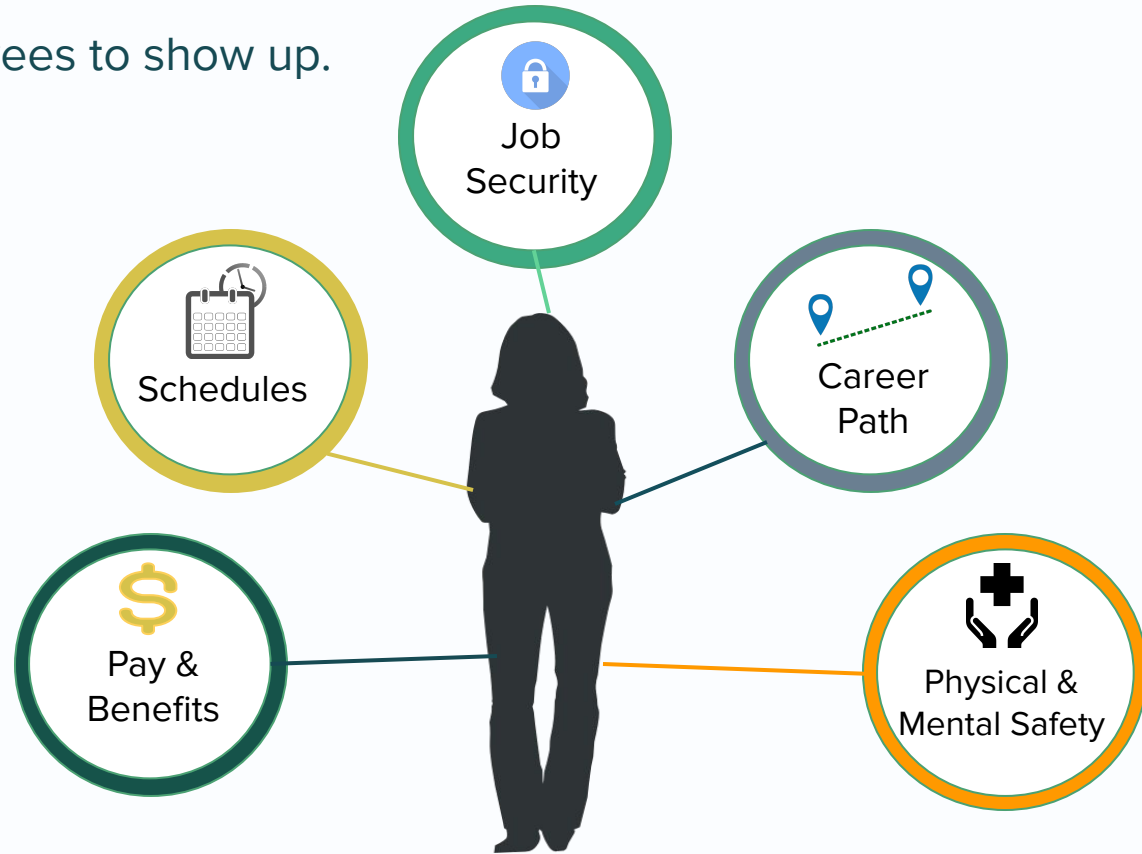 ees to show up.
Job
Security
Schedules
Career
Path
Pay &
Benefits
Physical &
Mental Safety